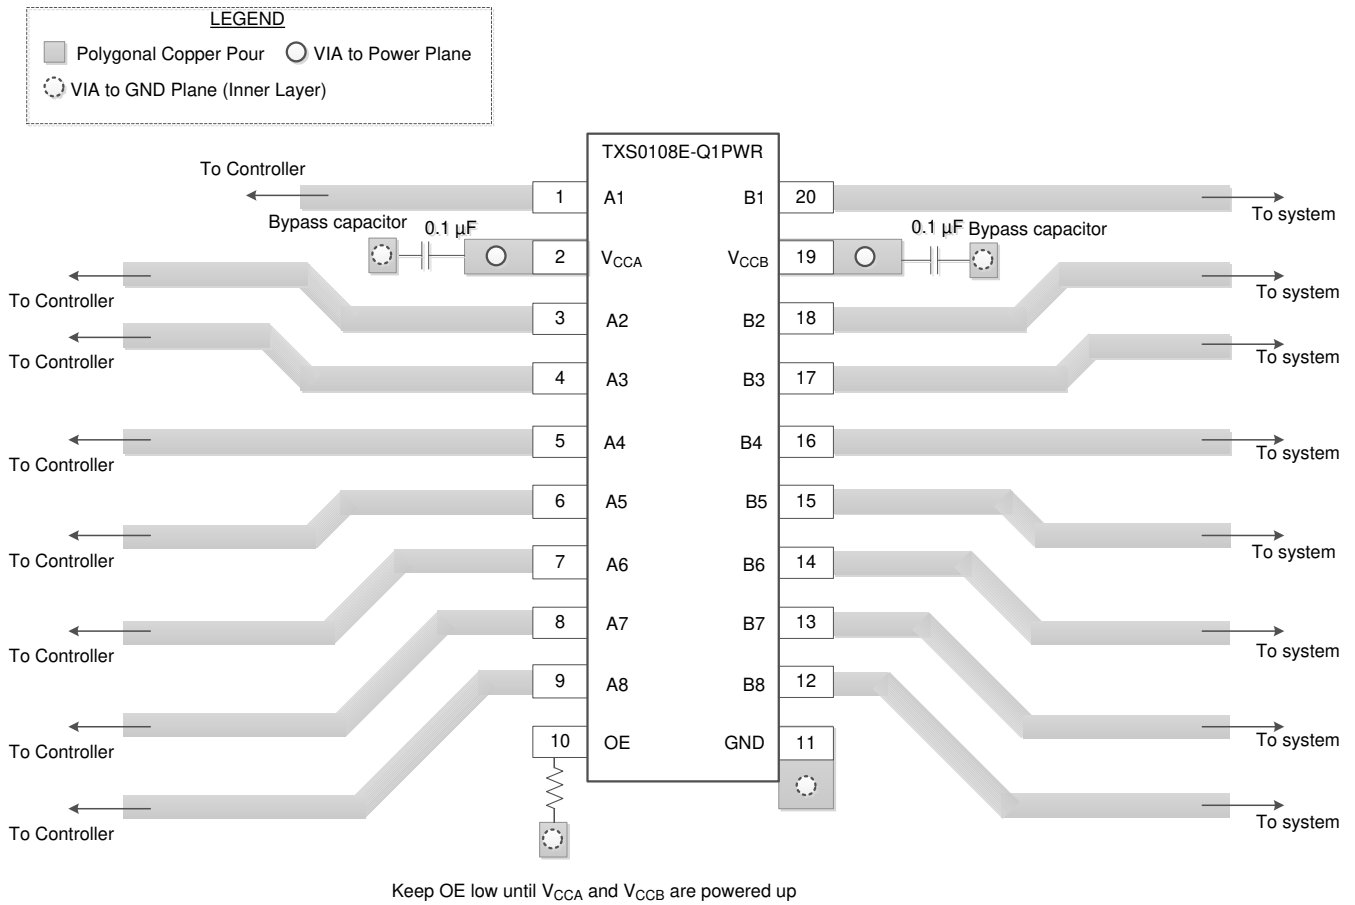 LEGEND
Polygonal Copper Pour
VIA to Power Plane
VIA to GND Plane (Inner Layer)
TXS0108E-Q1PWR
To Controller
1
A1
B1
20
To system
Bypass capacitor
0.1 µF
2
VCCA
VCCB
19
0.1 µF
Bypass capacitor
To Controller
3
A2
B2
18
To system
To Controller
4
A3
B3
17
To system
To Controller
5
A4
B4
16
To system
To Controller
6
A5
B5
15
To system
To Controller
7
A6
B6
14
To system
To Controller
8
A7
B7
13
To system
To Controller
9
A8
B8
12
To system
10
OE
GND
11
Keep OE low until VCCA and VCCB are powered up